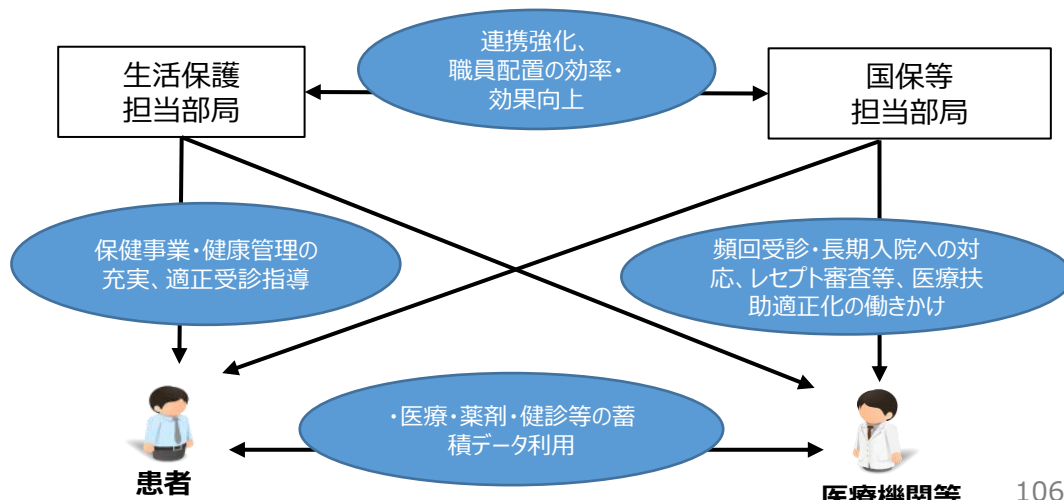 連携強化、
職員配置の効率・
効果向上
生活保護
担当部局
国保等
担当部局
保健事業・健康管理の
充実、適正受診指導
頻回受診・長期入院への対
応、レセプト審査等、医療扶
助適正化の働きかけ
・医療・薬剤・健診等の蓄
積データ利用
患者
医療機関等
106